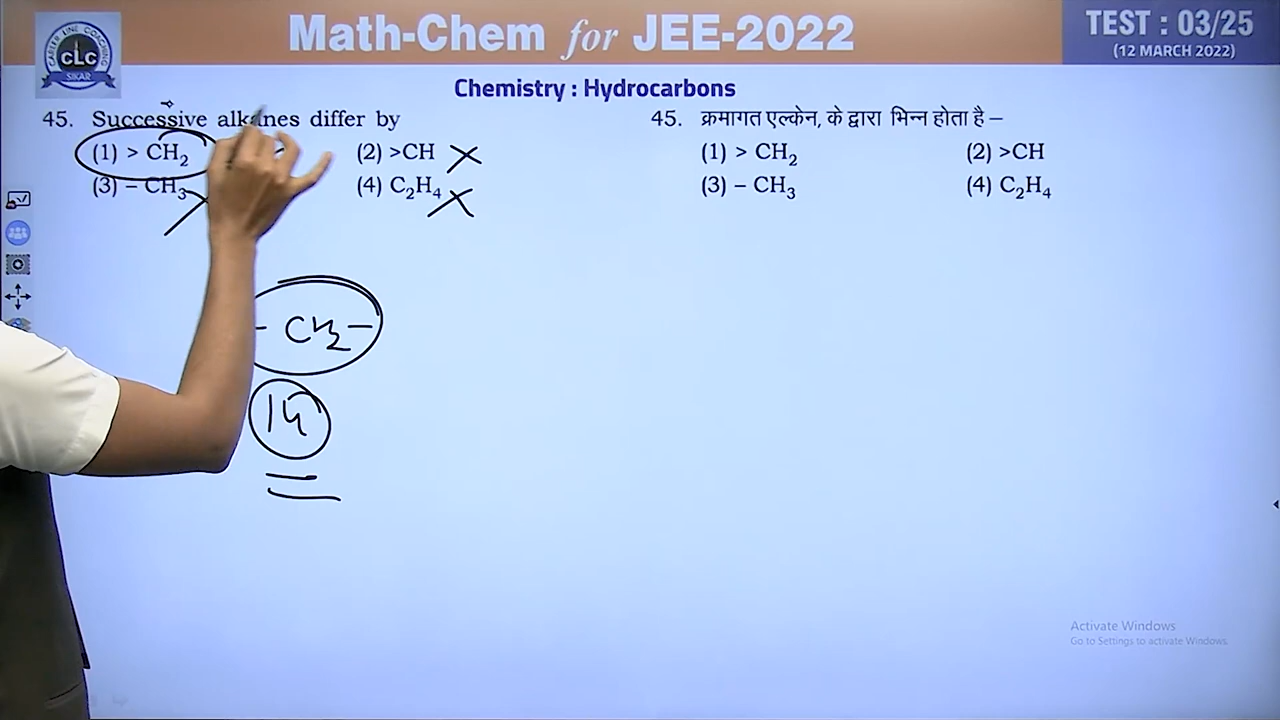 Math-Chem for JEE-2022
TEST : 03/25
(12 MARCH 2022)
CAREER LINE COACHING
CLC
SIKAR
Chemistry : Hydrocarbons
45. Successive alkanes differ by
(1) > CH₂ (2) >CH
(3) – CH₃ (4) C₂H₄
45. क्रमागत एल्केन, के द्वारा भिन्न होता है –
(1) > CH₂ (2) >CH
(3) – CH₃ (4) C₂H₄
- CH₂ -
14
Activate Windows
Go to Settings to activate Windows.